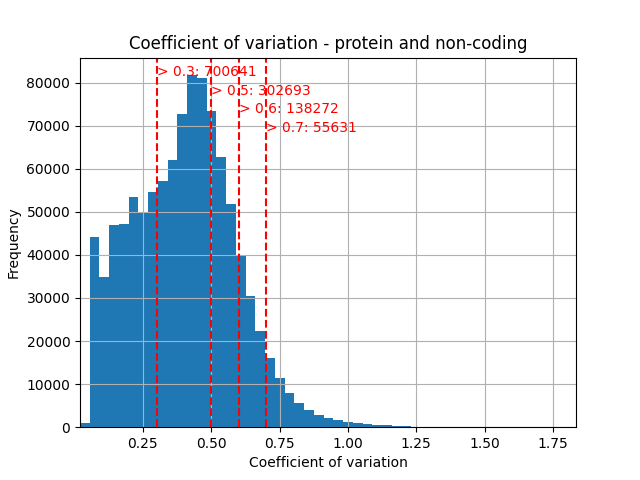 Coefficient of variation - protein and non-coding
> 0.3: 700641
> 0.5: 302693
> 0.6: 138272
> 0.7: 55631
80000
70000
60000
50000
40000
30000
20000
10000
0
Frequency
0.25 0.50 0.75 1.00 1.25 1.50 1.75
Coefficient of variation